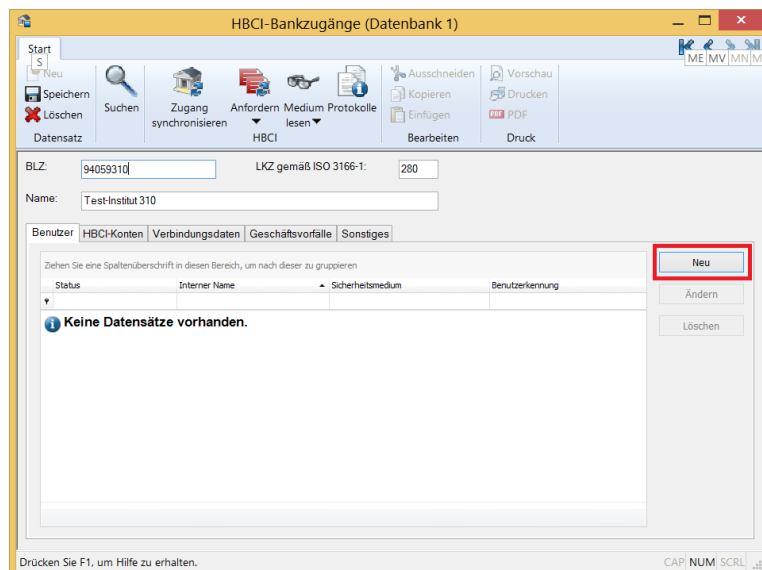 HBCI-Bankzugänge (Datenbank 1)
Start
S
ME MV MN M
Neu
Speichern
Löschen
Datensatz
Suchen
Zugang
synchronisieren
Anfordern
Medium
lesen
Protokolle
HBCI
Ausschneiden
Kopieren
Einfügen
Bearbeiten
Vorschau
Drucken
PDF PDF
Druck
BLZ: 94059310 LKZ gemäß ISO 3166-1: 280
Name: Test-Institut 310
Benutzer HBCI-Konten Verbindungsdaten Geschäftsvorfälle Sonstiges
Ziehen Sie eine Spaltenüberschrift in diesen Bereich, um nach dieser zu gruppieren
Status Interner Name Sicherheitsmedium Benutzerkennung
Keine Datensätze vorhanden.
Neu
Ändern
Löschen
Drücken Sie F1, um Hilfe zu erhalten. CAP NUM SCRL